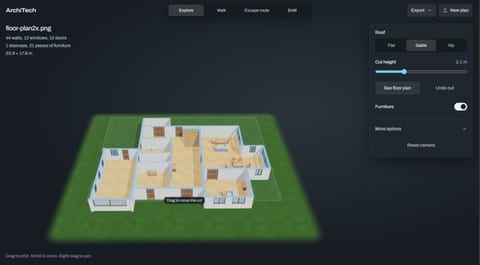 ArchiTech
Explore
Walk
Escape route
Build
Export
New plan
floor-plan2x.png
44 walls, 12 windows, 12 doors
1 staircase, 21 pieces of furniture
23.9 × 17.9 m
Roof
Flat
Gable
Hip
Cut height
2.1 m
See floor plan
Undo cut
Furniture
More options
Reset camera
Drag to move the cut
Drag to orbit. Scroll to zoom. Right drag to pan.